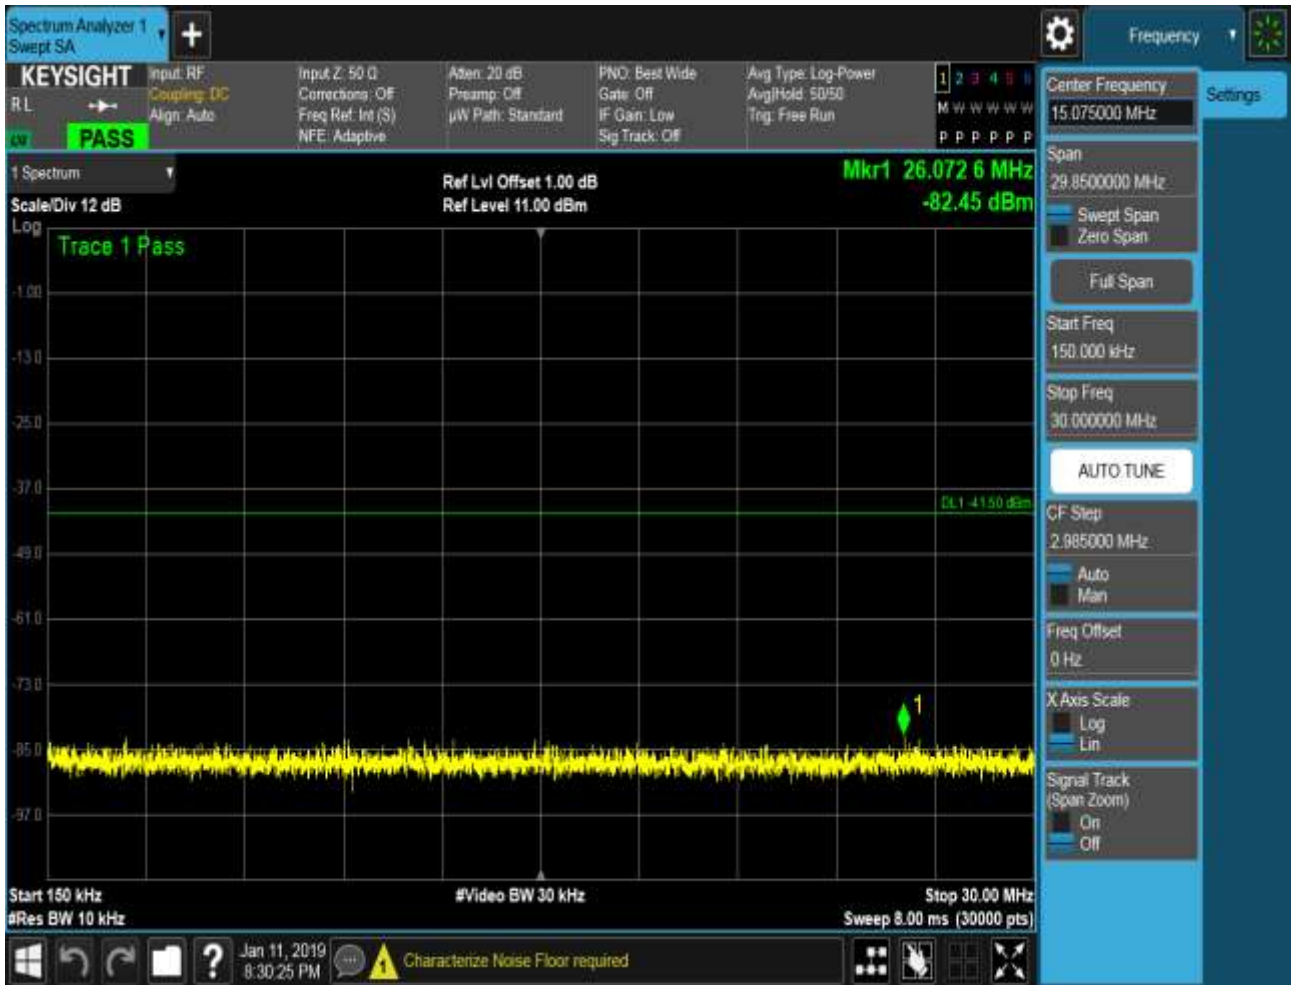 Spectrum Analyzer 1
Swept SA
Frequency
KEYSIGHT
R L
PASS
Input: RF
Coupling: DC
Align: Auto
Input Z: 50 Ω
Corrections: Off
Freq Ref: Int (S)
NFE: Adaptive
Atten: 20 dB
Preamp: Off
µW Path: Standard
PNO: Best Wide
Gate: Off
IF Gain: Low
Sig Track: Off
Avg Type: Log-Power
Avg|Hold: 50/50
Trig: Free Run
1 2 3 4 5 6
M W W W W W
P P P P P P
1 Spectrum
Scale/Div 12 dB
Log
Ref Lvl Offset 1.00 dB
Ref Level 11.00 dBm
Mkr1 26.072 6 MHz
-82.45 dBm
Trace 1 Pass
-1.00
-13.0
-25.0
-37.0
DL1 -41.50 dBm
-49.0
-61.0
-73.0
1
-85.0
-97.0
Start 150 kHz
#Res BW 10 kHz
#Video BW 30 kHz
Stop 30.00 MHz
Sweep 8.00 ms (30000 pts)
Center Frequency
15.075000 MHz
Settings
Span
29.8500000 MHz
Swept Span
Zero Span
Full Span
Start Freq
150.000 kHz
Stop Freq
30.000000 MHz
AUTO TUNE
CF Step
2.985000 MHz
Auto
Man
Freq Offset
0 Hz
X Axis Scale
Log
Lin
Signal Track
(Span Zoom)
On
Off
?
Jan 11, 2019
8:30:25 PM
1
Characterize Noise Floor required